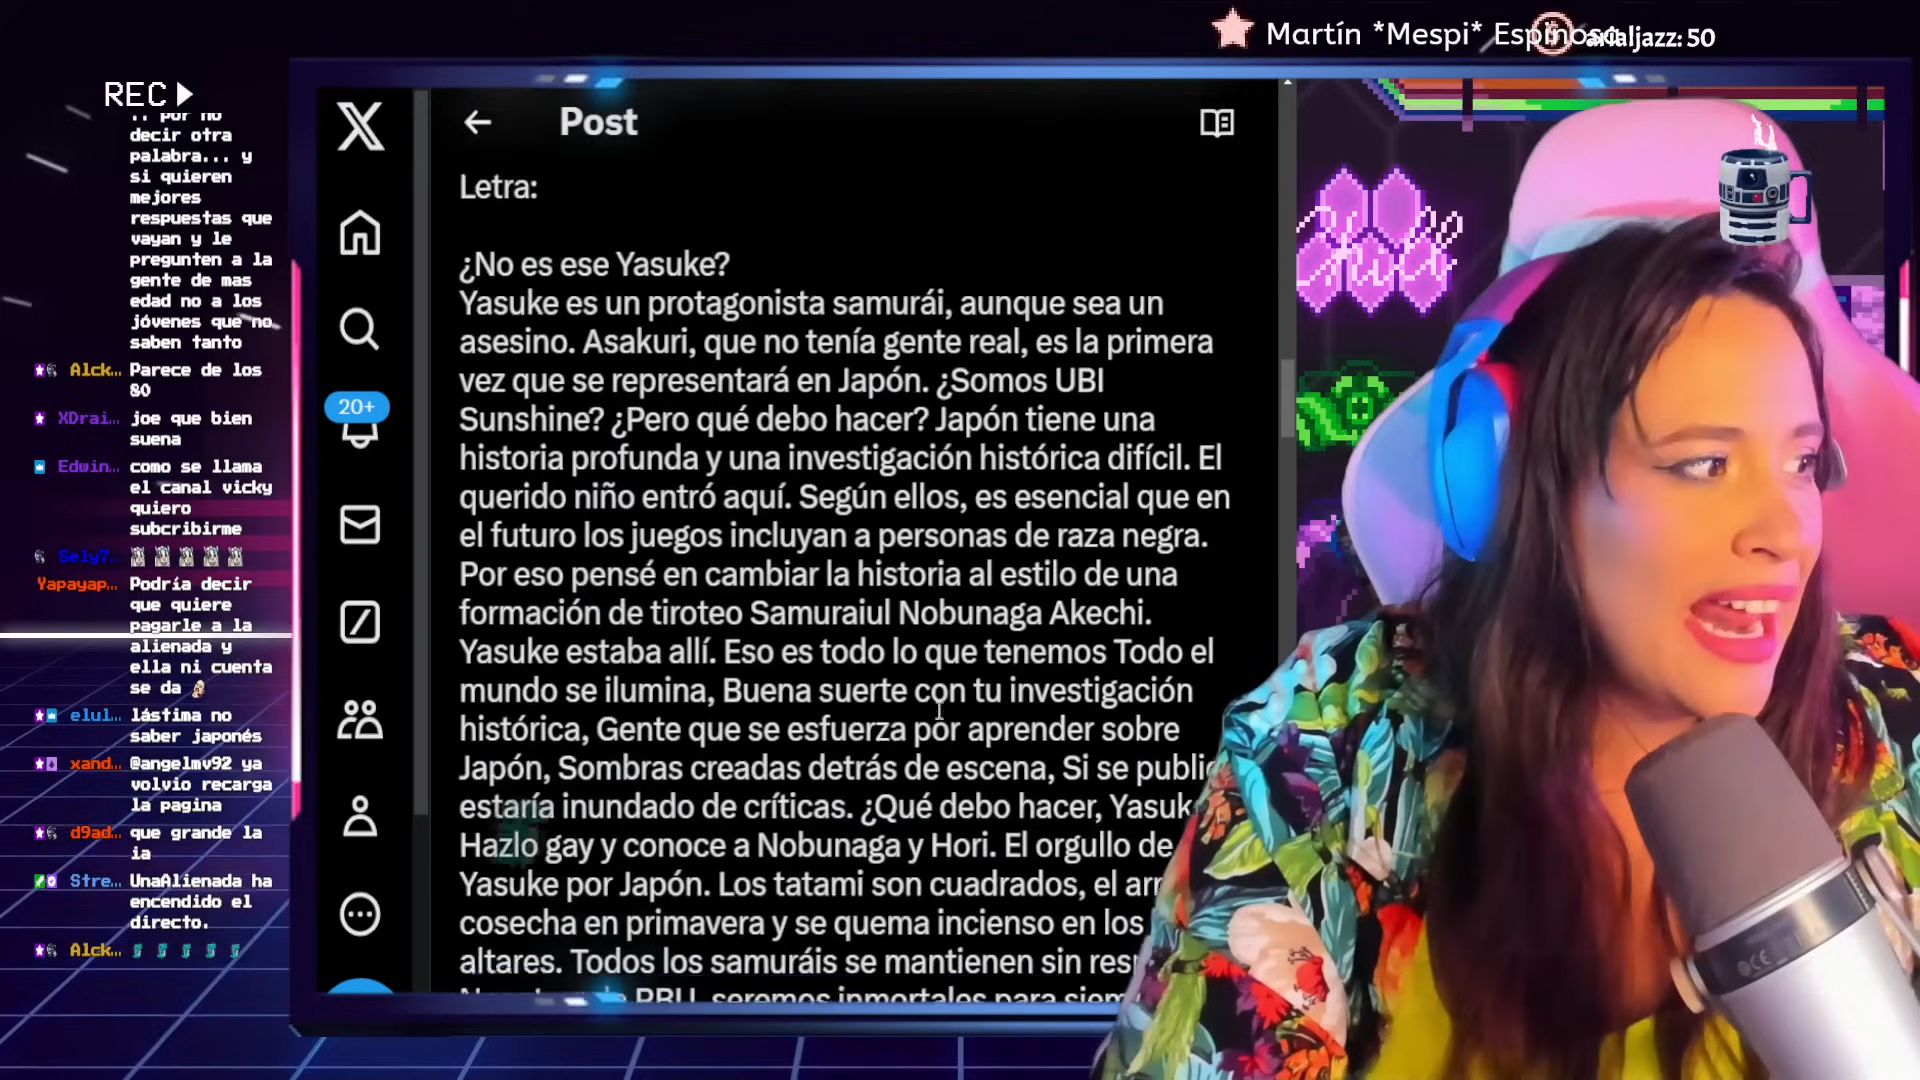 Martín *Mespi* Espinosa
arialjazz: 50
REC
.. por no
decir otra
palabra... y
si quieren
mejores
respuestas que
vayan y le
pregunten a la
gente de mas
edad no a los
jóvenes que no
saben tanto
Alck... Parece de los
80
XDrai... joe que bien
suena
Edwin... como se llama
el canal vicky
quiero
subcribirme
Sely7...
Yapayap... Podría decir
que quiere
pagarle a la
alienada y
ella ni cuenta
se da
elul... lástima no
saber japonés
xand... @angelmv92 ya
volvio recarga
la pagina
d9ad... que grande la
ia
Stre... UnaAlienada ha
encendido el
directo.
Alck...
20+
Post
Letra:
¿No es ese Yasuke?
Yasuke es un protagonista samurái, aunque sea un
asesino. Asakuri, que no tenía gente real, es la primera
vez que se representará en Japón. ¿Somos UBI
Sunshine? ¿Pero qué debo hacer? Japón tiene una
historia profunda y una investigación histórica difícil. El
querido niño entró aquí. Según ellos, es esencial que en
el futuro los juegos incluyan a personas de raza negra.
Por eso pensé en cambiar la historia al estilo de una
formación de tiroteo Samuraiul Nobunaga Akechi.
Yasuke estaba allí. Eso es todo lo que tenemos Todo el
mundo se ilumina, Buena suerte con tu investigación
histórica, Gente que se esfuerza por aprender sobre
Japón, Sombras creadas detrás de escena, Si se public
estaría inundado de críticas. ¿Qué debo hacer, Yasuk
Hazlo gay y conoce a Nobunaga y Hori. El orgullo de
Yasuke por Japón. Los tatami son cuadrados, el arr
cosecha en primavera y se quema incienso en los
altares. Todos los samuráis se mantienen sin resp
seremos inmortales para siem